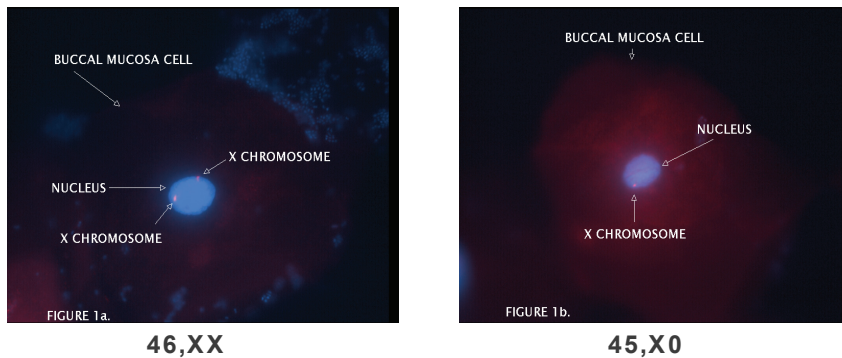 BUCCAL MUCOSA CELL
X CHROMOSOME
NUCLEUS
X CHROMOSOME
FIGURE 1a.
46,XX
BUCCAL MUCOSA CELL
NUCLEUS
X CHROMOSOME
FIGURE 1b.
45,X0